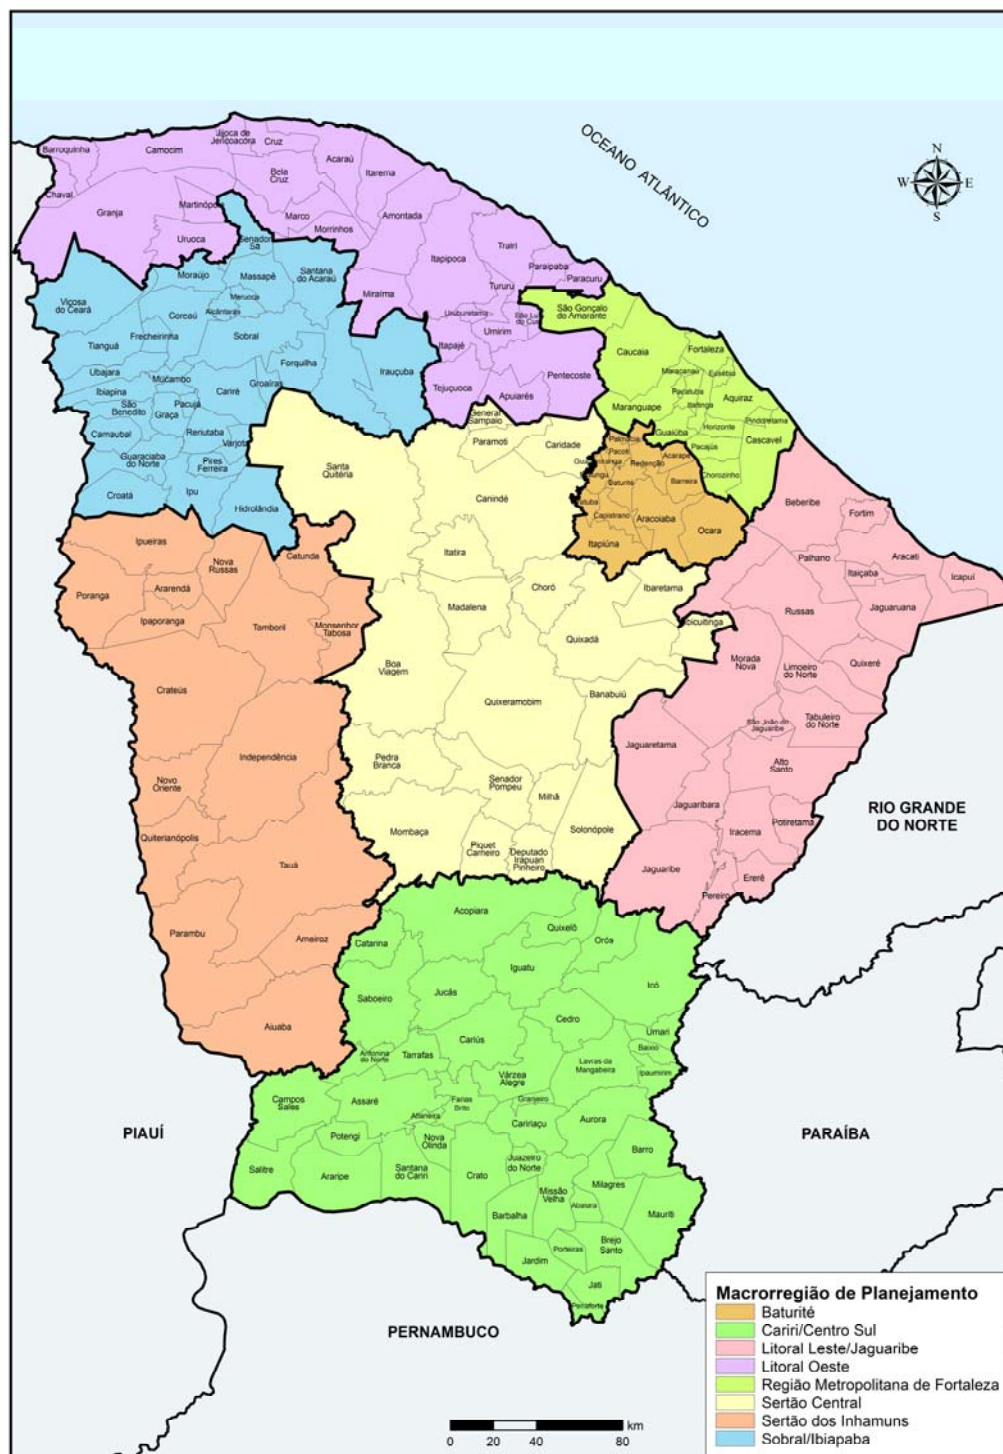 OCEANO ATLÂNTICO
N
W
E
S
Barroquinha
Camocim
Jijoca de
Jericoacora
Cruz
Acaraú
Itarema
Chaval
Granja
Martinópole
Bela
Cruz
Marco
Morrinhos
Amontada
Uruoca
Senador
Sá
Itapipoca
Trairi
Paraipaba
Paracuru
Tururu
Miraíma
Moraújo
Massapê
Santana
do Acaraú
Viçosa
do Ceará
Coreaú
Meruoca
Alcântaras
Uruburetama
São Luis
do Curu
Umirim
São Gonçalo
do Amarante
Tianguá
Frecheirinha
Sobral
Itapajé
Caucaia
Fortaleza
Ubajara
Mucambo
Forquilha
Irauçuba
Pentecoste
Maracanaú
Eusébio
Ibiapina
Cariré
Groaíras
Tejuçuoca
Apuiarés
Pacatuba
Itaitinga
Aquiraz
São
Benedito
Pacujá
Graça
Maranguape
Horizonte
Pindoretama
Carnaubal
Reriutaba
Varjota
General
Sampaio
Guaiúba
Cascavel
Guaraciaba
do Norte
Pires
Ferreira
Paramoti
Caridade
Palmácia
Pacoti
Redenção
Acarape
Pacajús
Chorozinho
Croatá
Ipu
Santa
Quitéria
Baturité
Barreira
Hidrolândia
Canindé
Capistrano
Aracoiaba
Ocara
Beberibe
Fortim
Ipueiras
Nova
Russas
Catunda
Itatira
Itapiúna
Palhano
Aracati
Poranga
Ararendá
Choró
Ibaretama
Itaiçaba
Icapuí
Ipaporanga
Tamboril
Monsenhor
Tabosa
Madalena
Ibicuitinga
Russas
Jaguaruana
Crateús
Boa
Viagem
Quixadá
Morada
Nova
Limoeiro
do Norte
Quixeré
Quixeramobim
Banabuiú
São João do
Jaguaribe
Tabuleiro
do Norte
Independência
Pedra
Branca
Jaguaretama
Alto
Santo
Novo
Oriente
Senador
Pompeu
Milhã
Jaguaribara
Potiretama
Quiterianópolis
Mombaça
Solonópole
Iracema
RIO GRANDE
DO NORTE
Tauá
Piquet
Carneiro
Deputado
Irapuan
Pinheiro
Jaguaribe
Ererê
Pereiro
Parambu
Arneiroz
Acopiara
Catarina
Quixelô
Orós
Iguatu
Aiuaba
Saboeiro
Jucás
Icó
Cedro
Umari
Cariús
Baixio
Antonina
do Norte
Tarrafas
Lavras da
Mangabeira
Ipaumirim
Várzea
Alegre
Campos
Sales
Assaré
Farias
Brito
Granjeiro
Altaneira
Caririaçu
Aurora
PIAUÍ
PARAÍBA
Potengi
Nova
Olinda
Juazeiro
do Norte
Barro
Salitre
Araripe
Santana
do Cariri
Crato
Missão
Velha
Milagres
Abaiara
Mauriti
Barbalha
Porteiras
Brejo
Santo
Jardim
Jati
Penaforte
PERNAMBUCO
Macrorregião de Planejamento
Baturité
Cariri/Centro Sul
Litoral Leste/Jaguaribe
Litoral Oeste
Região Metropolitana de Fortaleza
Sertão Central
Sertão dos Inhamuns
Sobral/Ibiapaba
km
0 20 40 80